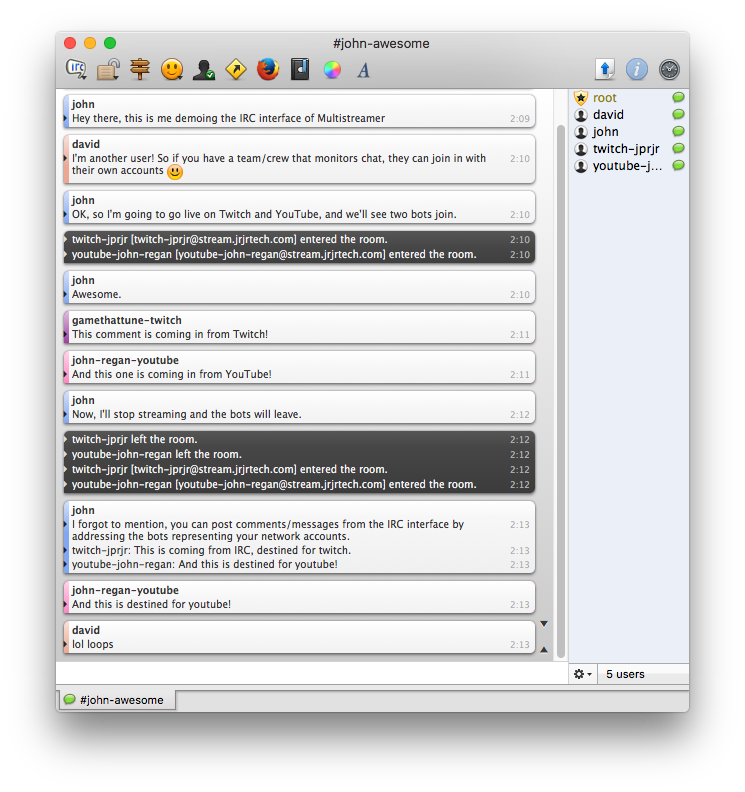 #john-awesome
irc
A
john
Hey there, this is me demoing the IRC interface of Multistreamer 2:09
david
I'm another user! So if you have a team/crew that monitors chat, they can join in with 2:10
their own accounts
john
OK, so I'm going to go live on Twitch and YouTube, and we'll see two bots join. 2:10
twitch-jprjr [twitch-jprjr@stream.jrjrtech.com] entered the room. 2:10
youtube-john-regan [youtube-john-regan@stream.jrjrtech.com] entered the room. 2:10
john
Awesome. 2:10
gamethattune-twitch
This comment is coming in from Twitch! 2:11
john-regan-youtube
And this one is coming in from YouTube! 2:11
john
Now, I'll stop streaming and the bots will leave. 2:12
twitch-jprjr left the room. 2:12
youtube-john-regan left the room. 2:12
twitch-jprjr [twitch-jprjr@stream.jrjrtech.com] entered the room. 2:12
youtube-john-regan [youtube-john-regan@stream.jrjrtech.com] entered the room. 2:12
john
I forgot to mention, you can post comments/messages from the IRC interface by 2:13
addressing the bots representing your network accounts.
twitch-jprjr: This is coming from IRC, destined for twitch. 2:13
youtube-john-regan: And this is destined for youtube! 2:13
john-regan-youtube
And this is destined for youtube! 2:13
david
lol loops 2:13
root
david
john
twitch-jprjr
youtube-j...
5 users
#john-awesome